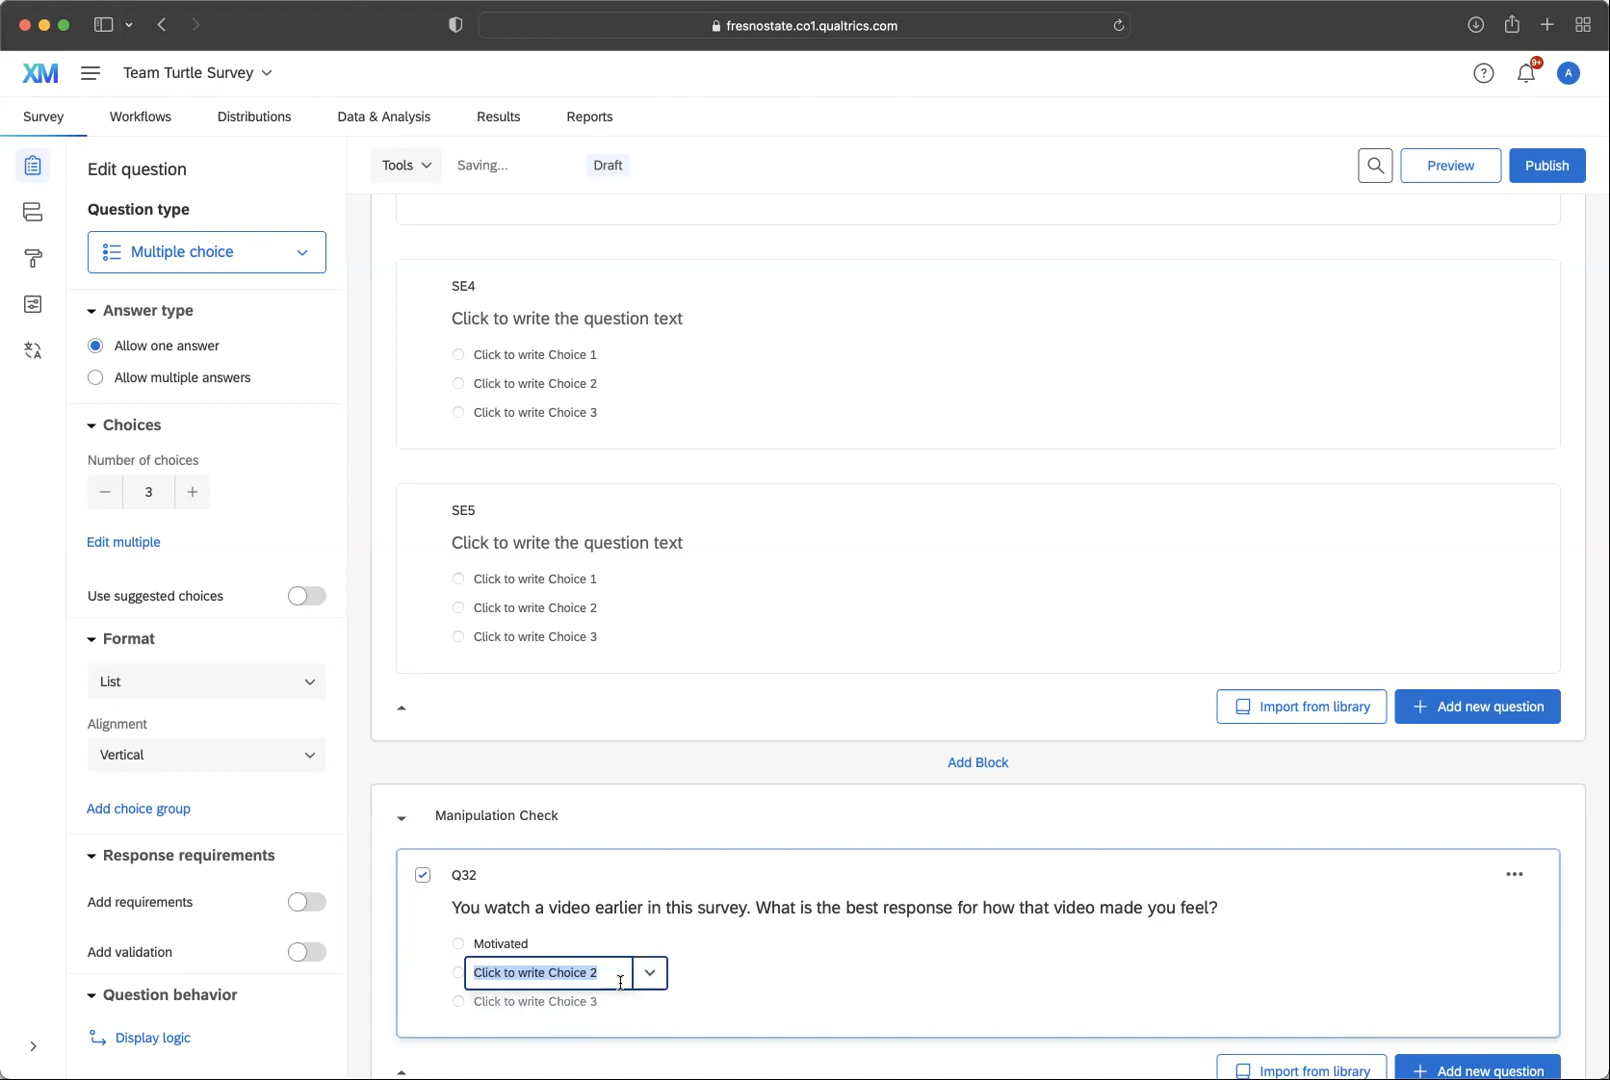 fresnostate.co1.qualtrics.com
XM
Team Turtle Survey
9+
A
Survey
Workflows
Distributions
Data & Analysis
Results
Reports
Edit question
Question type
Multiple choice
Answer type
Allow one answer
Allow multiple answers
Choices
Number of choices
3
Edit multiple
Use suggested choices
Format
List
Alignment
Vertical
Add choice group
Response requirements
Add requirements
Add validation
Question behavior
Display logic
Tools
Saving...
Draft
Preview
Publish
SE4
Click to write the question text
Click to write Choice 1
Click to write Choice 2
Click to write Choice 3
SE5
Click to write the question text
Click to write Choice 1
Click to write Choice 2
Click to write Choice 3
Import from library
Add new question
Add Block
Manipulation Check
Q32
You watch a video earlier in this survey. What is the best response for how that video made you feel?
Motivated
Click to write Choice 2
Click to write Choice 3
Import from library
Add new question